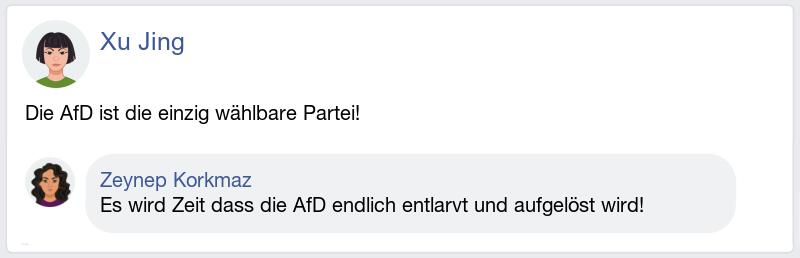 Xu Jing
Die AfD ist die einzig wählbare Partei!
Zeynep Korkmaz
Es wird Zeit dass die AfD endlich entlarvt und aufgelöst wird!